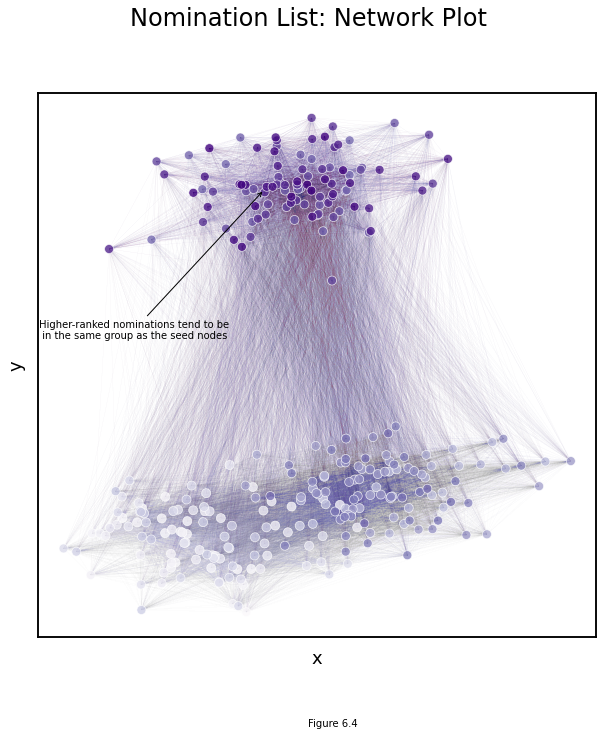 Nomination List: Network Plot
Higher-ranked nominations tend to be
in the same group as the seed nodes
y
x
Figure 6.4